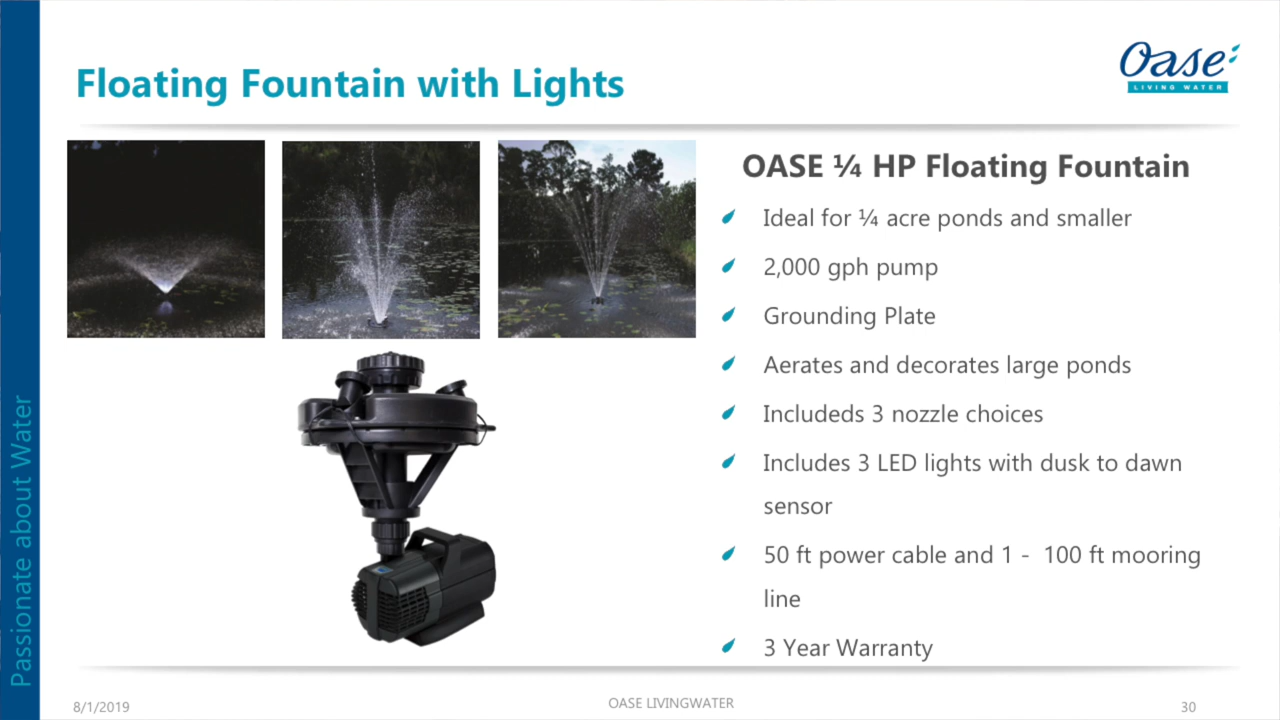 Floating Fountain with Lights
Oase
LIVING WATER
OASE ¼ HP Floating Fountain
Ideal for ¼ acre ponds and smaller
2,000 gph pump
Grounding Plate
Aerates and decorates large ponds
Includeds 3 nozzle choices
Includes 3 LED lights with dusk to dawn
sensor
50 ft power cable and 1 - 100 ft mooring
line
3 Year Warranty
Passionate about Water
8/1/2019
OASE LIVINGWATER
30